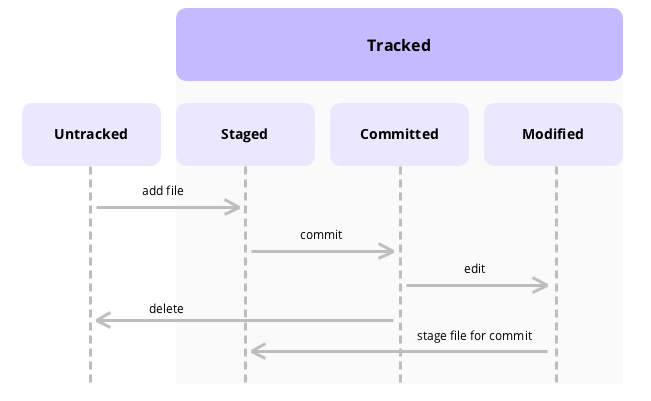 Tracked
Untracked
Staged
Committed
Modified
add file
commit
edit
delete
stage file for commit